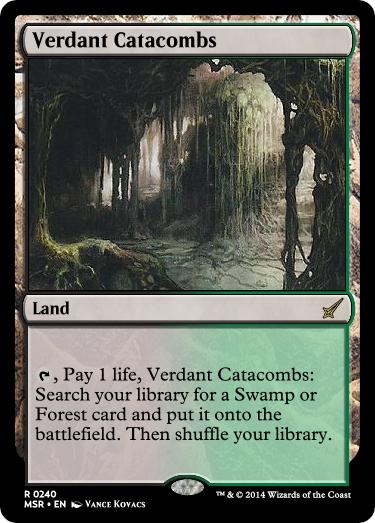 Verdant Catacombs
Land
, Pay 1 life, Verdant Catacombs:
Search your library for a Swamp or
Forest card and put it onto the
battlefield. Then shuffle your library.
R 0240
MSR • EN Vance Kovacs
™ & © 2014 Wizards of the Coast